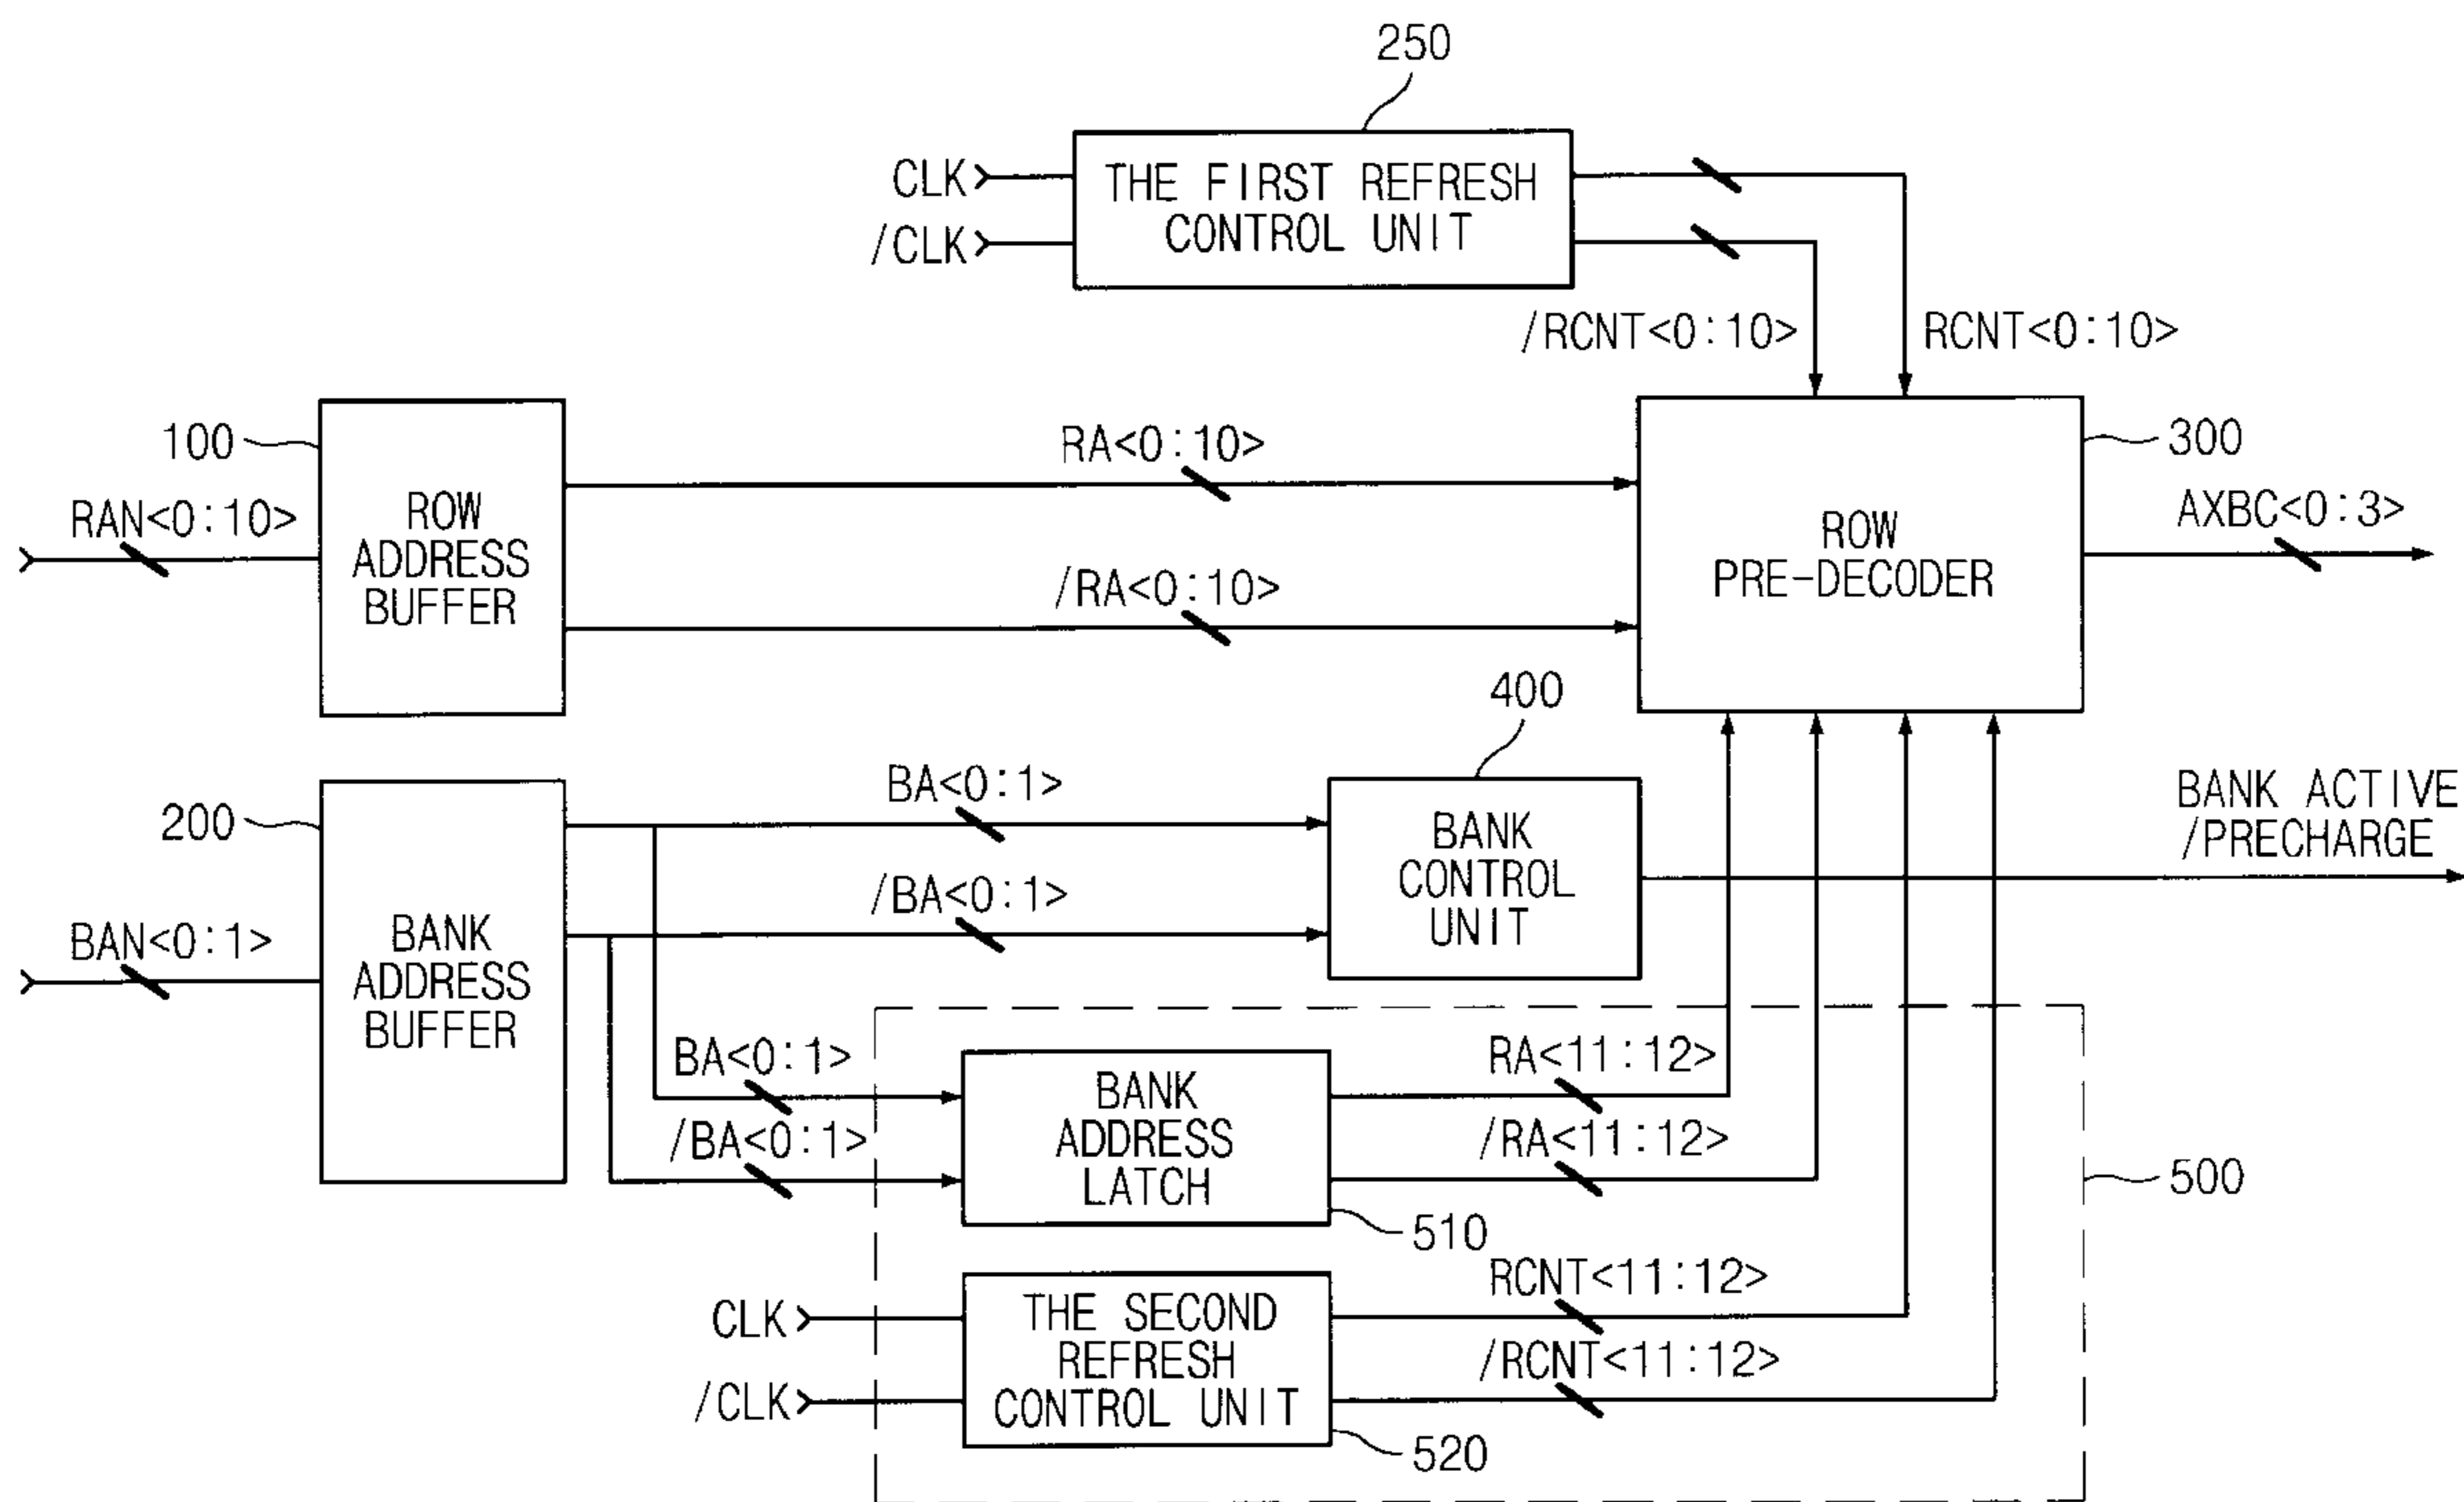 250
CLK
/CLK
THE FIRST REFRESH
CONTROL UNIT
/RCNT<0:10>
RCNT<0:10>
100
RAN<0:10>
ROW
ADDRESS
BUFFER
RA<0:10>
/RA<0:10>
300
ROW
PRE-DECODER
AXBC<0:3>
400
200
BAN<0:1>
BANK
ADDRESS
BUFFER
BA<0:1>
/BA<0:1>
BANK
CONTROL
UNIT
BANK ACTIVE
/PRECHARGE
BA<0:1>
/BA<0:1>
BANK
ADDRESS
LATCH
RA<11:12>
/RA<11:12>
510
500
CLK
/CLK
THE SECOND
REFRESH
CONTROL UNIT
RCNT<11:12>
/RCNT<11:12>
520